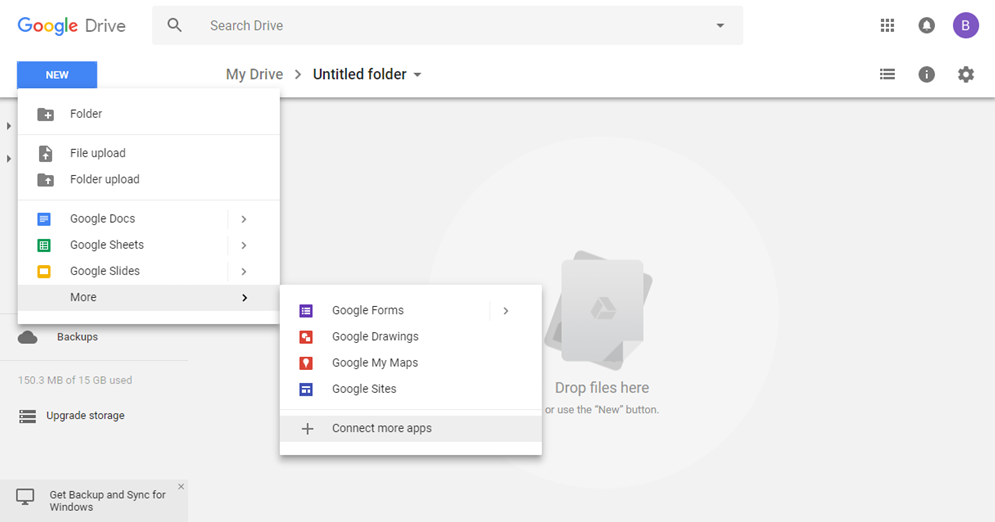 Google Drive
Search Drive
B
NEW
My Drive > Untitled folder
Folder
File upload
Folder upload
Google Docs
Google Sheets
Google Slides
More
Google Forms
Google Drawings
Google My Maps
Google Sites
Connect more apps
Drop files here
or use the “New” button.
Backups
150.3 MB of 15 GB used
Upgrade storage
Get Backup and Sync for
Windows